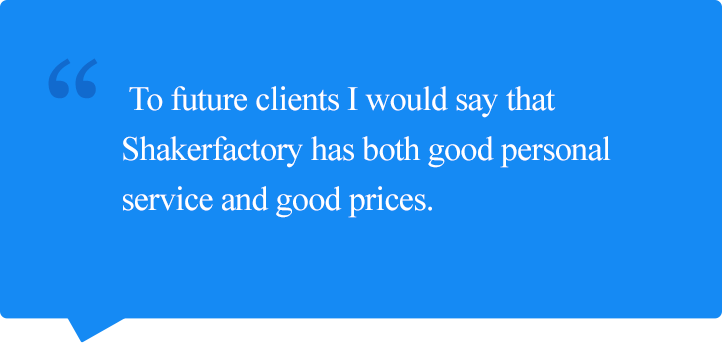 “ To future clients I would say that
Shakerfactory has both good personal
service and good prices.